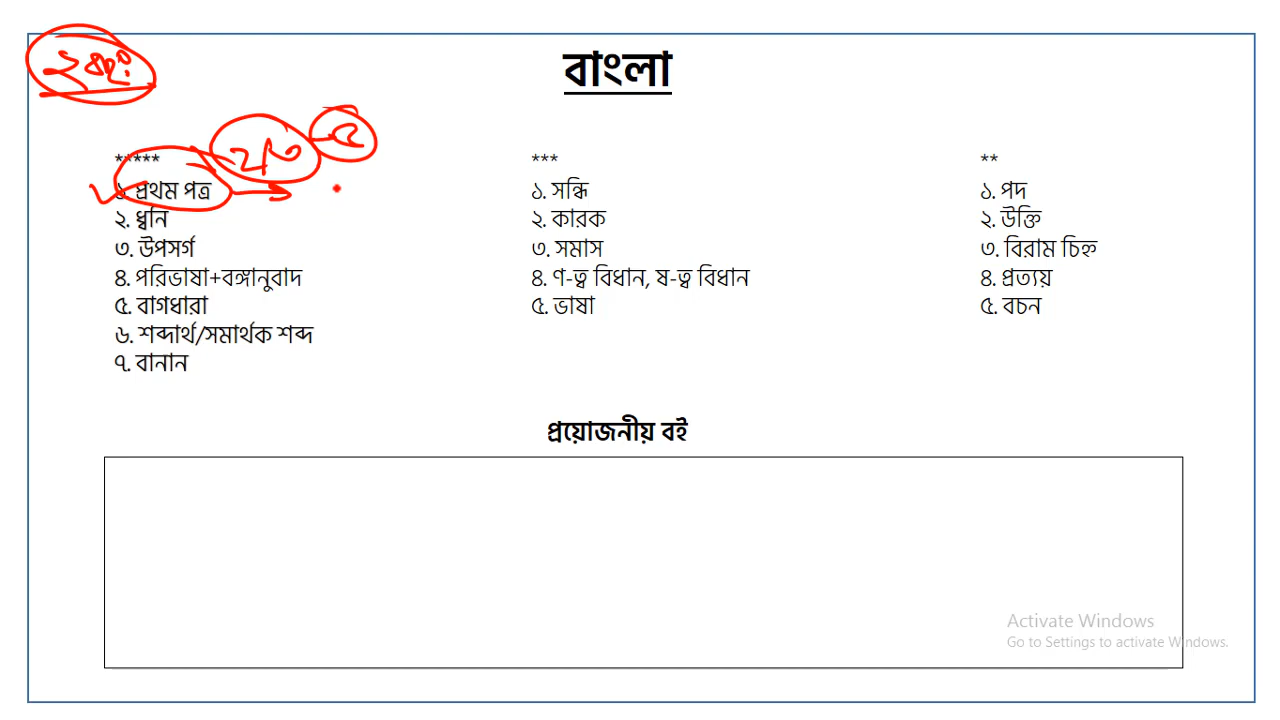 বাংলা
*****
১. প্রথম পত্র
২. ধ্বনি
৩. উপসর্গ
৪. পরিভাষা+বঙ্গানুবাদ
৫. বাগধারা
৬. শব্দার্থ/সমার্থক শব্দ
৭. বানান
***
১. সন্ধি
২. কারক
৩. সমাস
৪. ণ-ত্ব বিধান, ষ-ত্ব বিধান
৫. ভাষা
**
১. পদ
২. উক্তি
৩. বিরাম চিহ্ন
৪. প্রত্যয়
৫. বচন
২/৩
প্রয়োজনীয় বই
Activate Windows
Go to Settings to activate Windows.